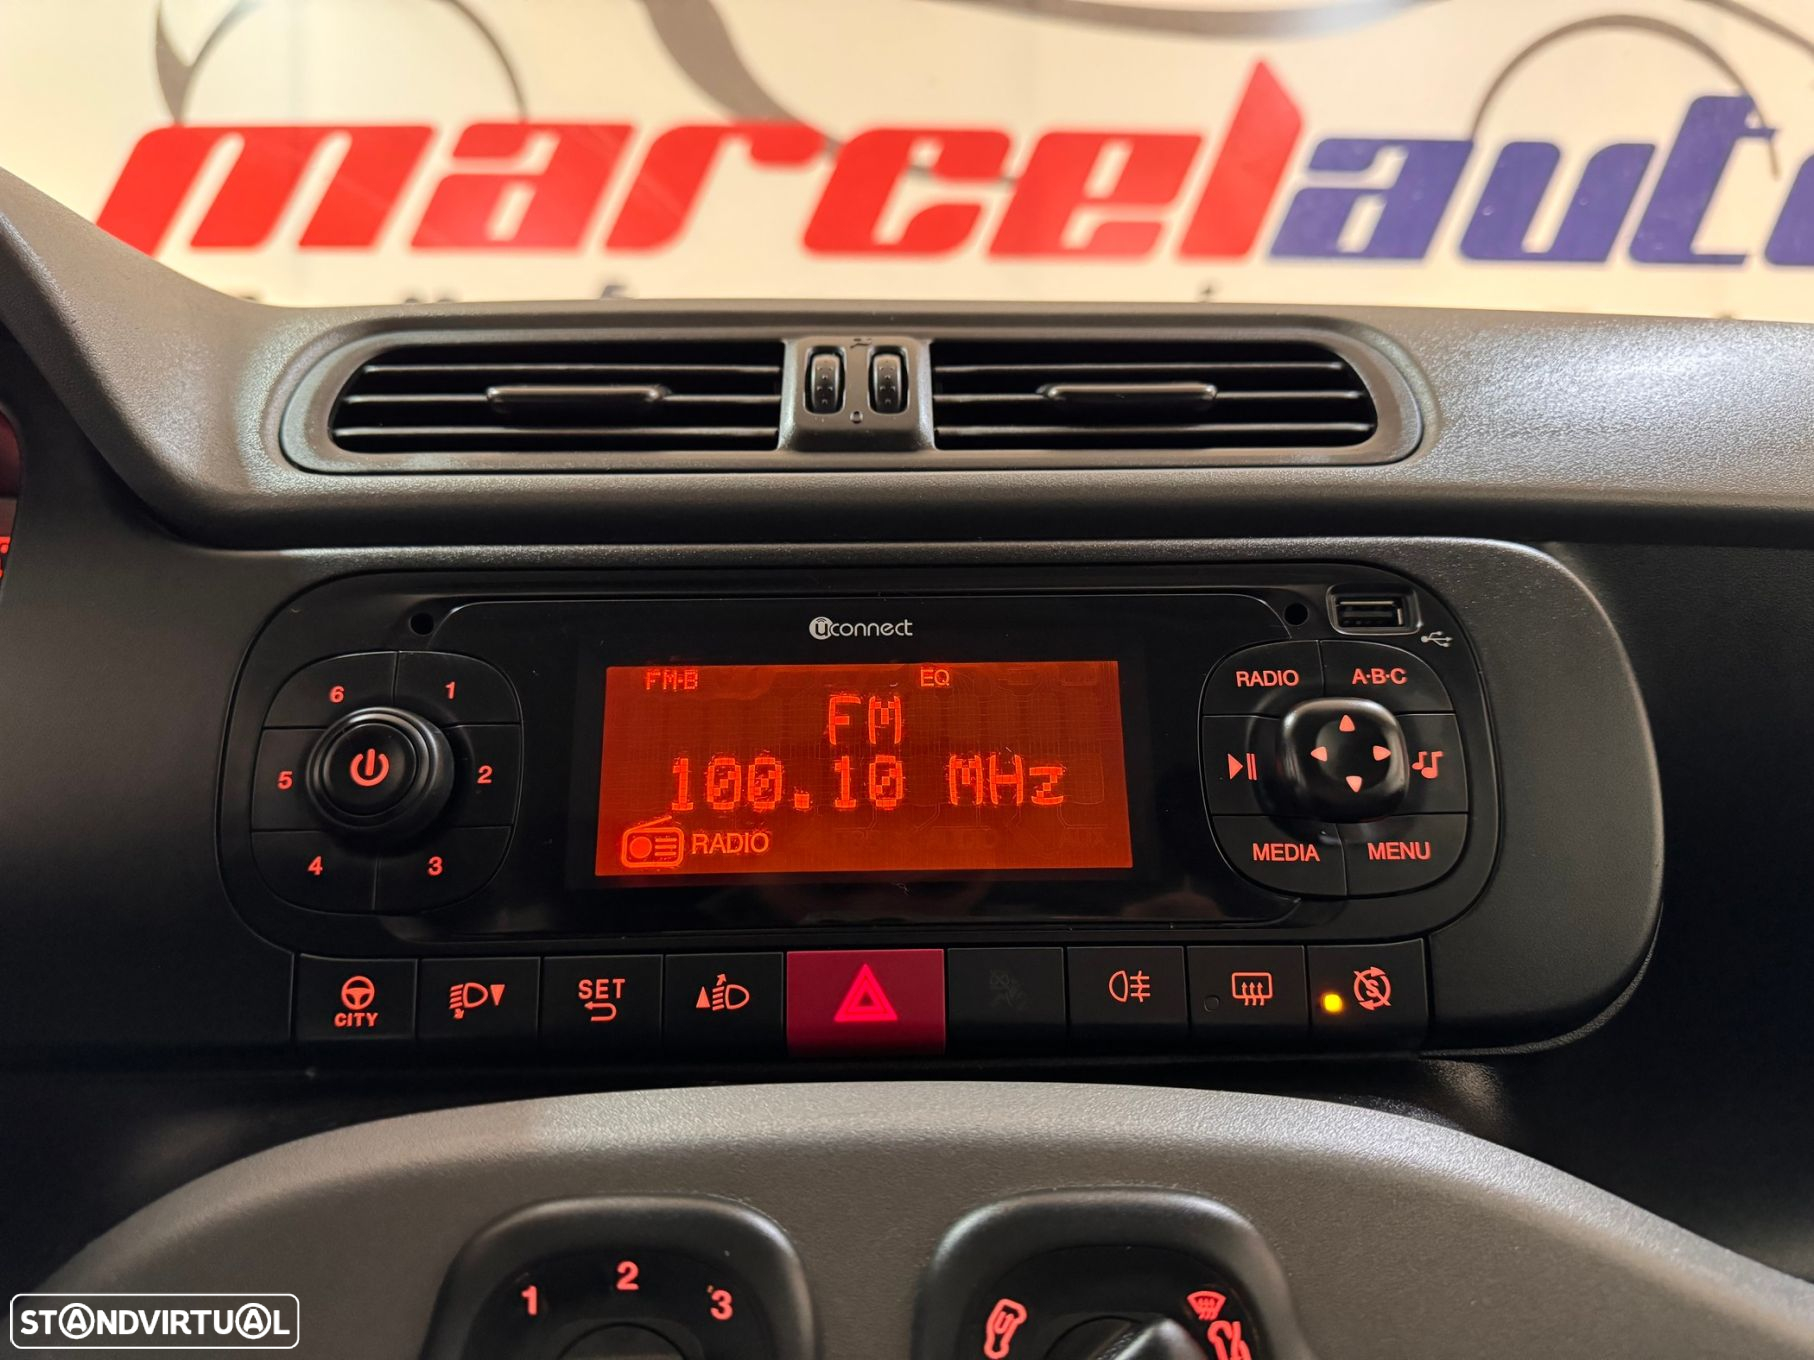 marcelauto
uconnect
FM-B EQ
FM
100.10 MHz
RADIO
6 1
5 2
4 3
RADIO A·B·C
MEDIA MENU
CITY
SET
1 2 3
STANDVIRTUAL